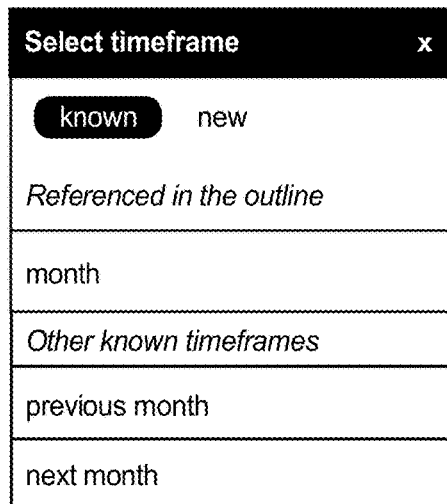 Select timeframe x
known new
Referenced in the outline
month
Other known timeframes
previous month
next month